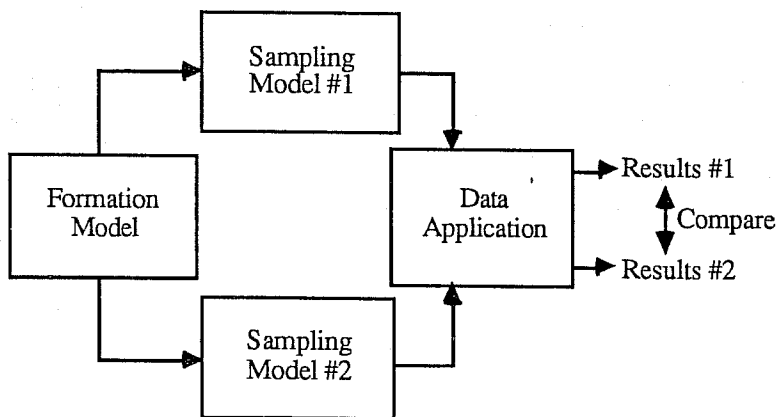 Sampling
Model #1
Formation
Model
Data
Application
Results #1
Compare
Results #2
Sampling
Model #2